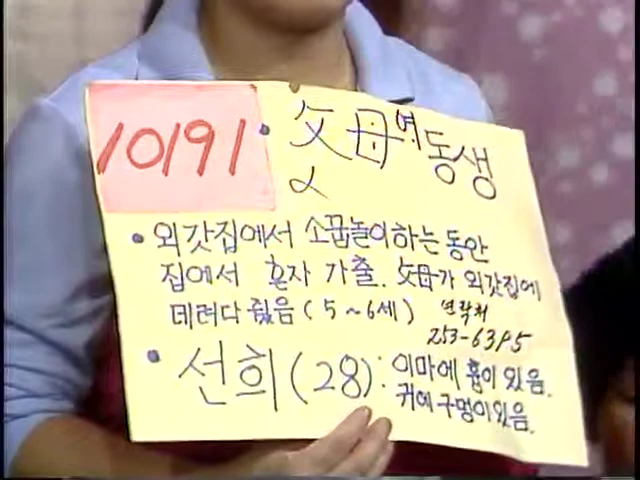 10191
• 父母 여동생
• 외갓집에서 소꿉놀이하는 동안
집에서 혼자 가출. 父母가 외갓집에
데려다 줬음 (5~6세) 연락처
253-6395
• 선희(28): 이마에 흉이 있음.
귀에 구멍이 있음.